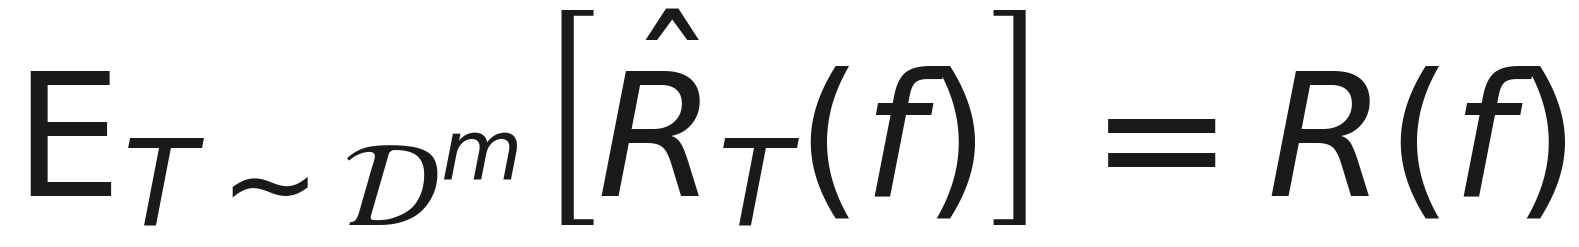 E_{T ~ 𝒟^m} [R̂_T(f)] = R(f)